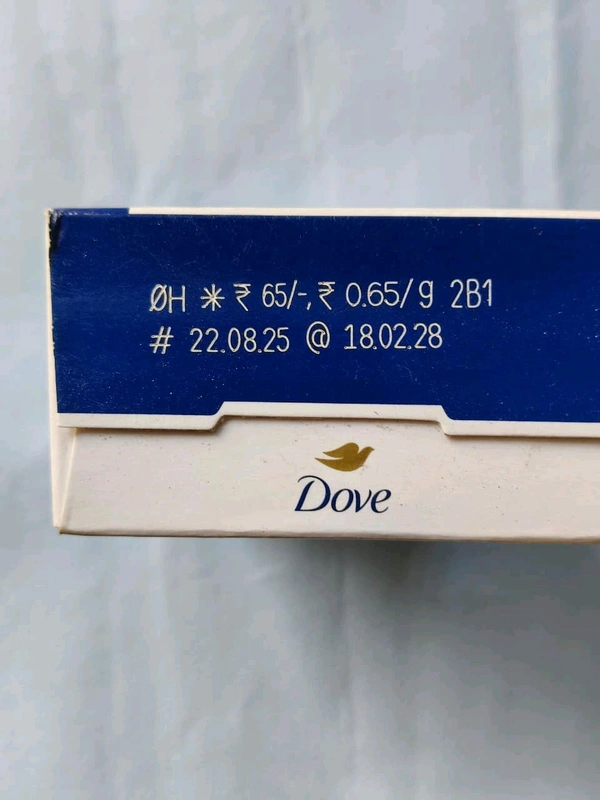 ØH * ₹ 65/-, ₹ 0.65/g 2B1
# 22.08.25 @ 18.02.28
Dove